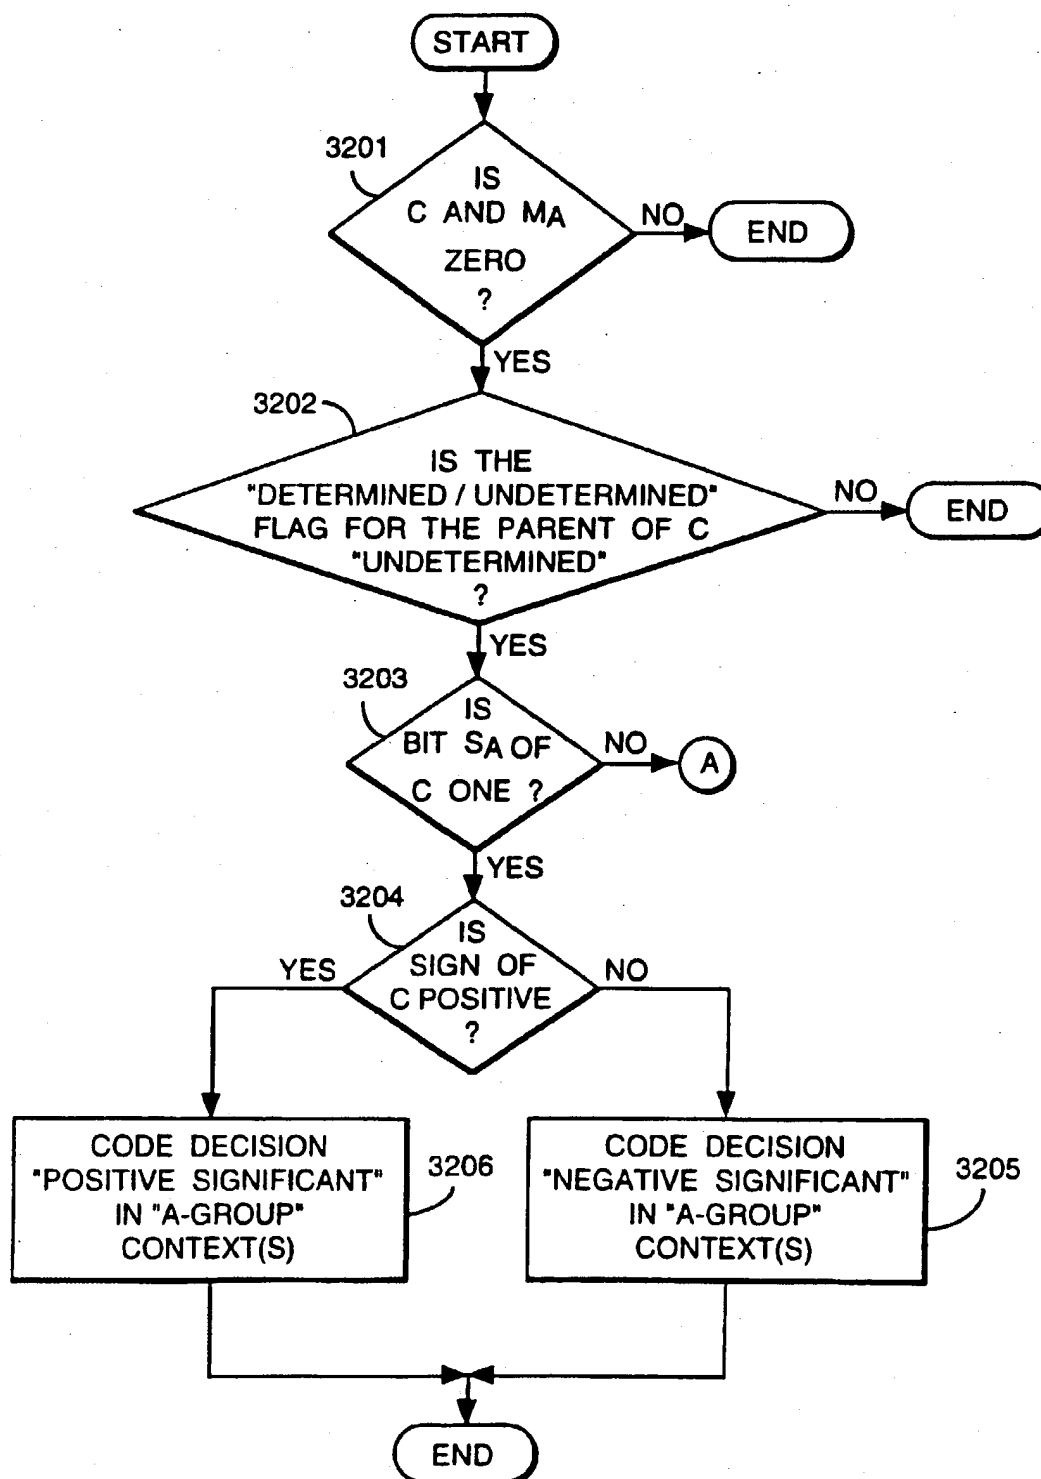 START
3201
IS
C AND MA
ZERO
?
NO
END
YES
3202
IS THE
"DETERMINED / UNDETERMINED"
FLAG FOR THE PARENT OF C
"UNDETERMINED"
?
NO
END
YES
3203
IS
BIT SA OF
C ONE ?
NO
A
YES
3204
IS
SIGN OF
C POSITIVE
?
YES
NO
CODE DECISION
"POSITIVE SIGNIFICANT"
IN "A-GROUP"
CONTEXT(S)
3206
CODE DECISION
"NEGATIVE SIGNIFICANT"
IN "A-GROUP"
CONTEXT(S)
3205
END